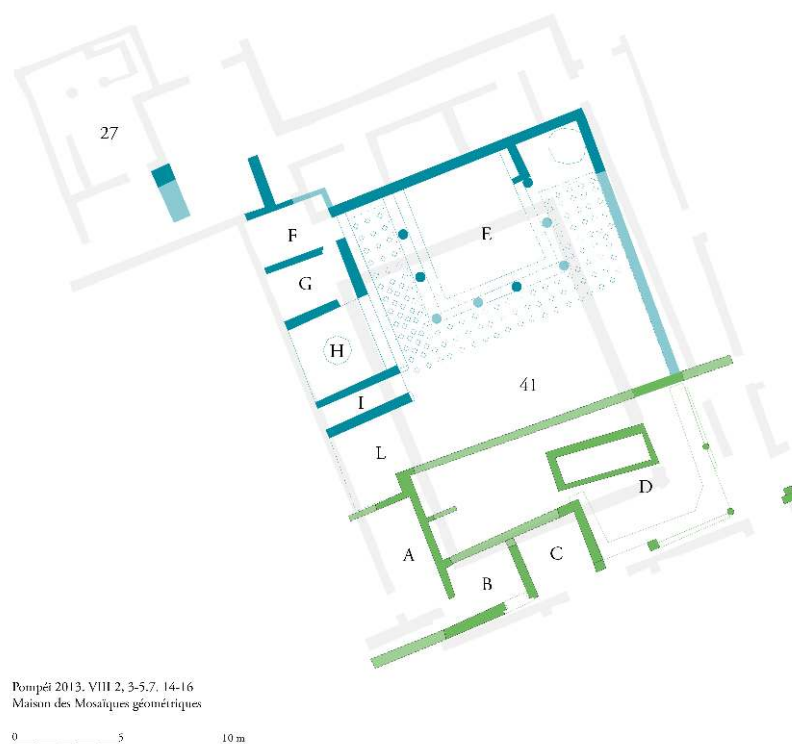 27
F
E
G
H
41
I
L
D
A
C
B
Pompéi 2013. VIII 2, 3-5.7. 14-16
Maison des Mosaïques géométriques
0 5 10 m